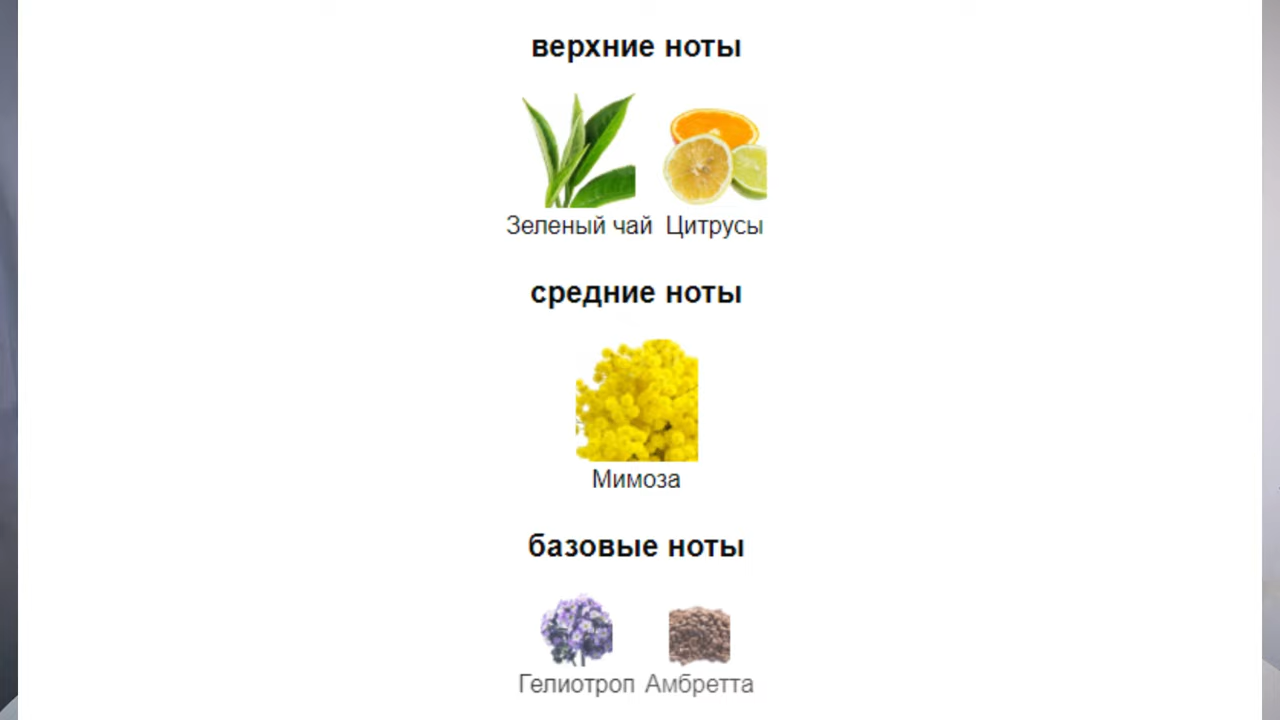 верхние ноты
Зеленый чай Цитрусы
средние ноты
Мимоза
базовые ноты
Гелиотроп Амбретта